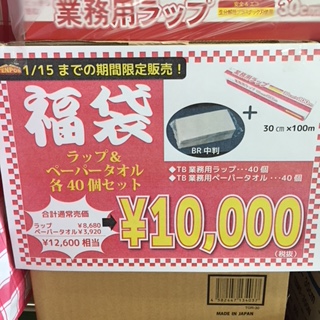 業務用ラップ
30cm
TENPOS
1/15 までの期間限定販売！
福袋
ラップ＆
ペーパータオル
各40個セット
BR中判
+
30㎝×100m
◆TB業務用ラップ・・40個
◆TB業務用ペーパータオル・・・40個
合計通常売価
ラップ ¥8,680
ペーパータオル¥3,920
¥12,600 相当
¥10,000
(税抜)
MADE IN JAPAN